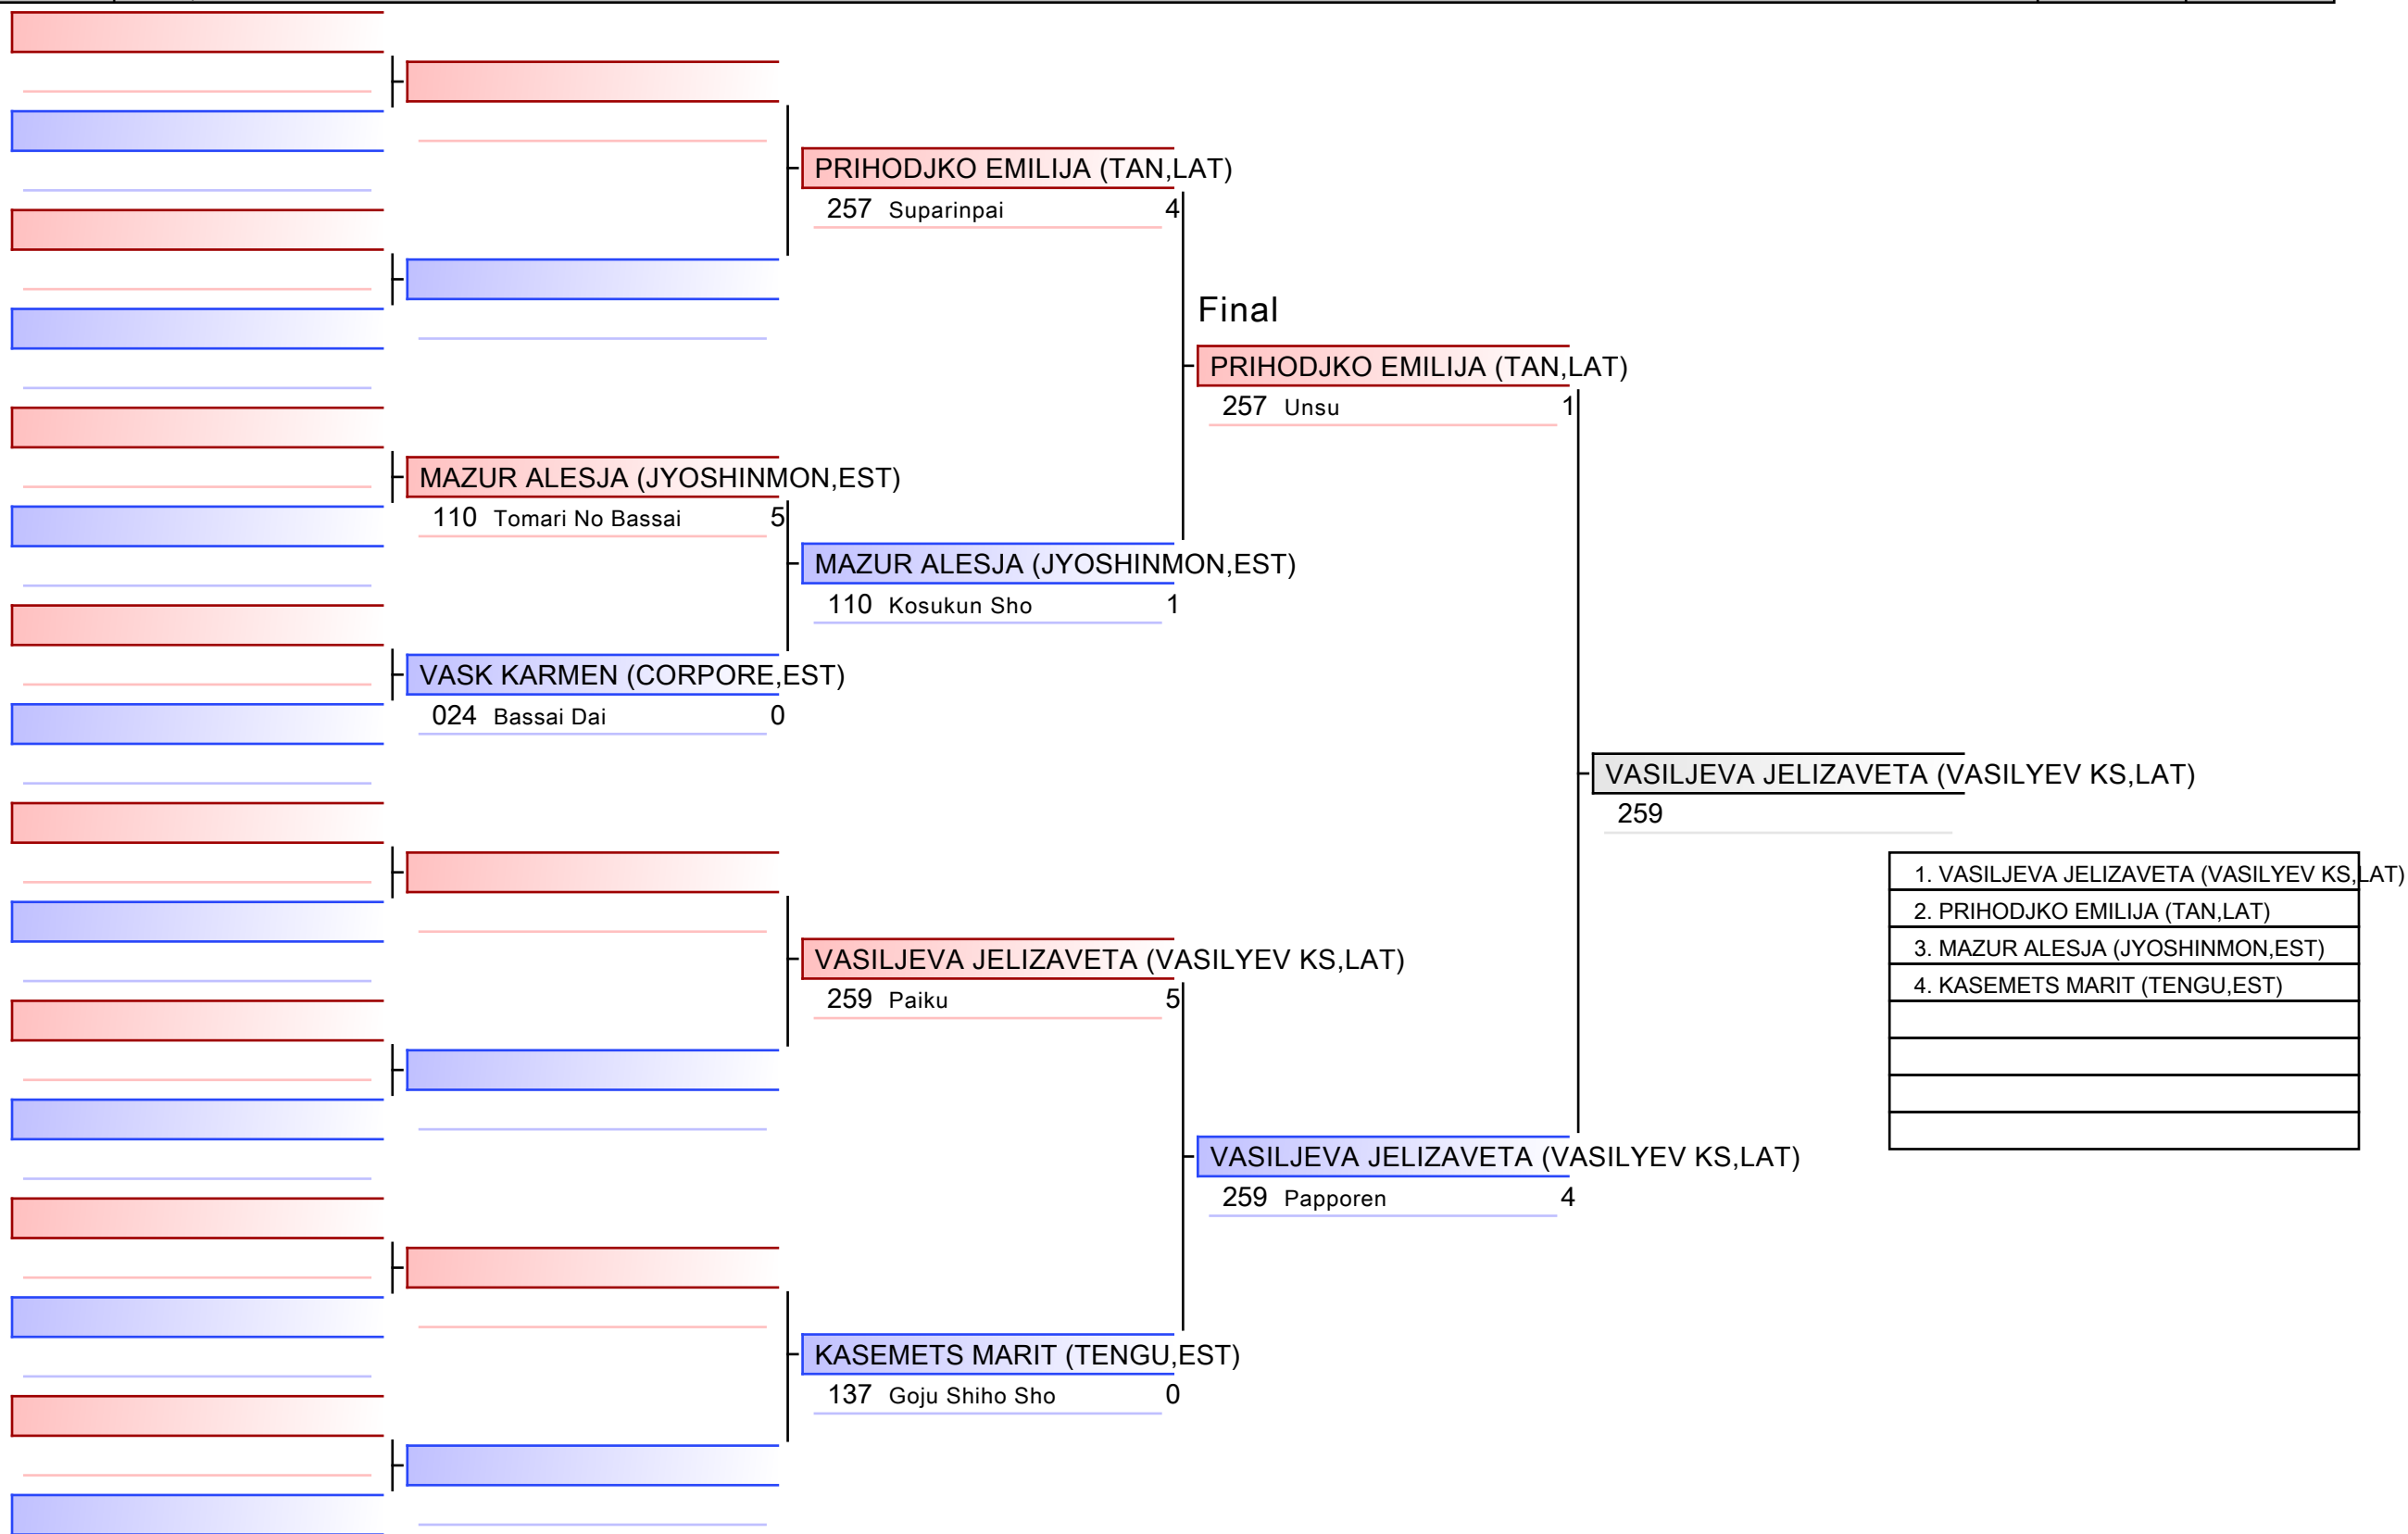 PRIHODJKO EMILIJA (TAN,LAT)
257 Suparinpai 4
Final
PRIHODJKO EMILIJA (TAN,LAT)
257 Unsu 1
MAZUR ALESJA (JYOSHINMON,EST)
110 Tomari No Bassai 5
MAZUR ALESJA (JYOSHINMON,EST)
110 Kosukun Sho 1
VASK KARMEN (CORPORE,EST)
024 Bassai Dai 0
VASILJEVA JELIZAVETA (VASILYEV KS,LAT)
259
1. VASILJEVA JELIZAVETA (VASILYEV KS,LAT)
2. PRIHODJKO EMILIJA (TAN,LAT)
3. MAZUR ALESJA (JYOSHINMON,EST)
4. KASEMETS MARIT (TENGU,EST)
VASILJEVA JELIZAVETA (VASILYEV KS,LAT)
259 Paiku 5
VASILJEVA JELIZAVETA (VASILYEV KS,LAT)
259 Papporen 4
KASEMETS MARIT (TENGU,EST)
137 Goju Shiho Sho 0